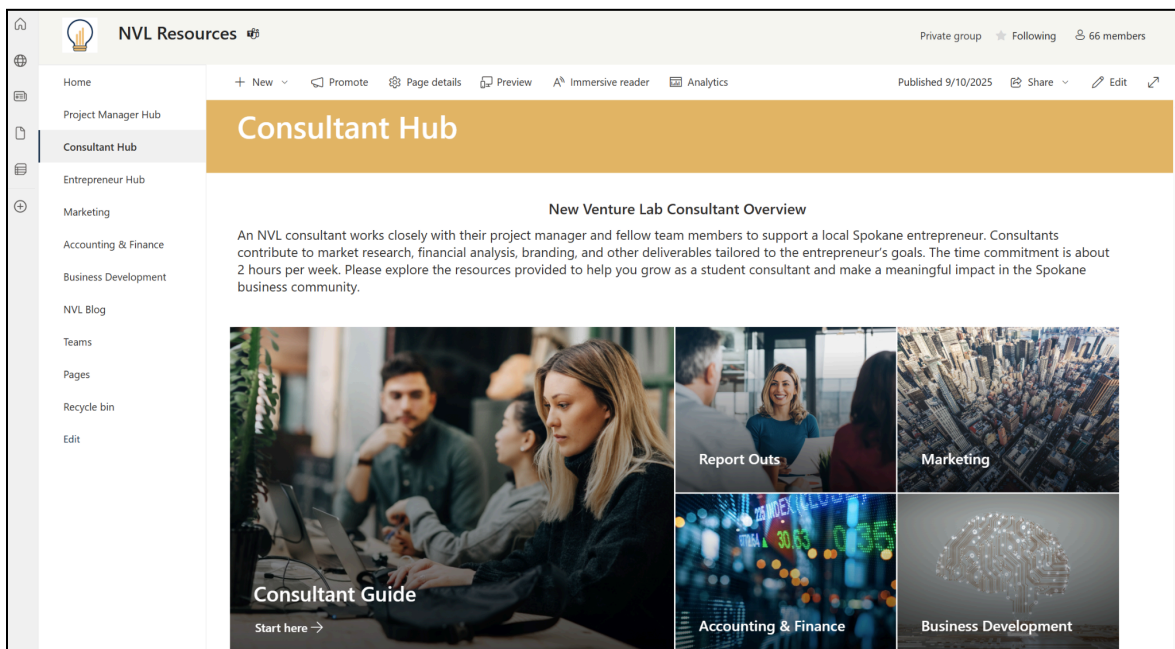 NVL Resources
Private group
Following
66 members
Home
Project Manager Hub
Consultant Hub
Entrepreneur Hub
Marketing
Accounting & Finance
Business Development
NVL Blog
Teams
Pages
Recycle bin
Edit
New
Promote
Page details
Preview
Immersive reader
Analytics
Published 9/10/2025
Share
Edit
Consultant Hub
New Venture Lab Consultant Overview
An NVL consultant works closely with their project manager and fellow team members to support a local Spokane entrepreneur. Consultants
contribute to market research, financial analysis, branding, and other deliverables tailored to the entrepreneur's goals. The time commitment is about
2 hours per week. Please explore the resources provided to help you grow as a student consultant and make a meaningful impact in the Spokane
business community.
Consultant Guide
Start here
Report Outs
Marketing
225 INDEX
30.63
Accounting & Finance
Business Development